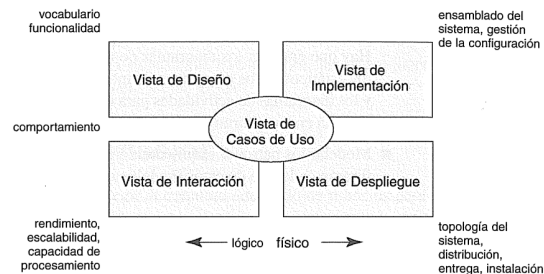 vocabulario
funcionalidad
ensamblado del
sistema, gestión
de la configuración
Vista de Diseño
Vista de
Implementación
comportamiento
Vista de
Casos de Uso
Vista de Interacción
Vista de Despliegue
rendimiento,
escalabilidad,
capacidad de
procesamiento
lógico físico
topología del
sistema,
distribución,
entrega, instalación